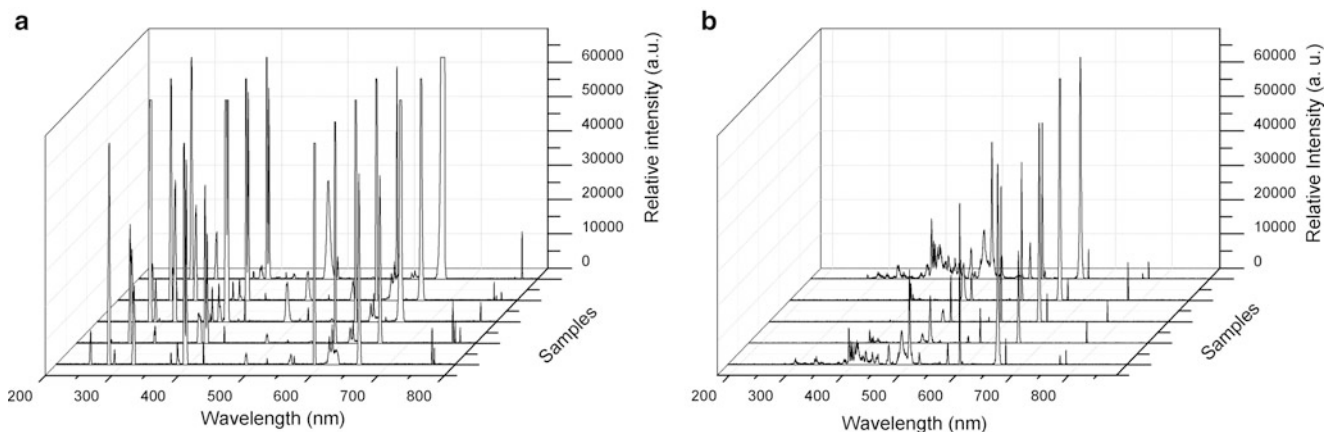 a
60000
50000
40000
30000
20000
10000
0
Relative intensity (a.u.)
Samples
200 300 400 500 600 700 800
Wavelength (nm)
b
60000
50000
40000
30000
20000
10000
0
Relative Intensity (a. u.)
Samples
200 300 400 500 600 700 800
Wavelength (nm)